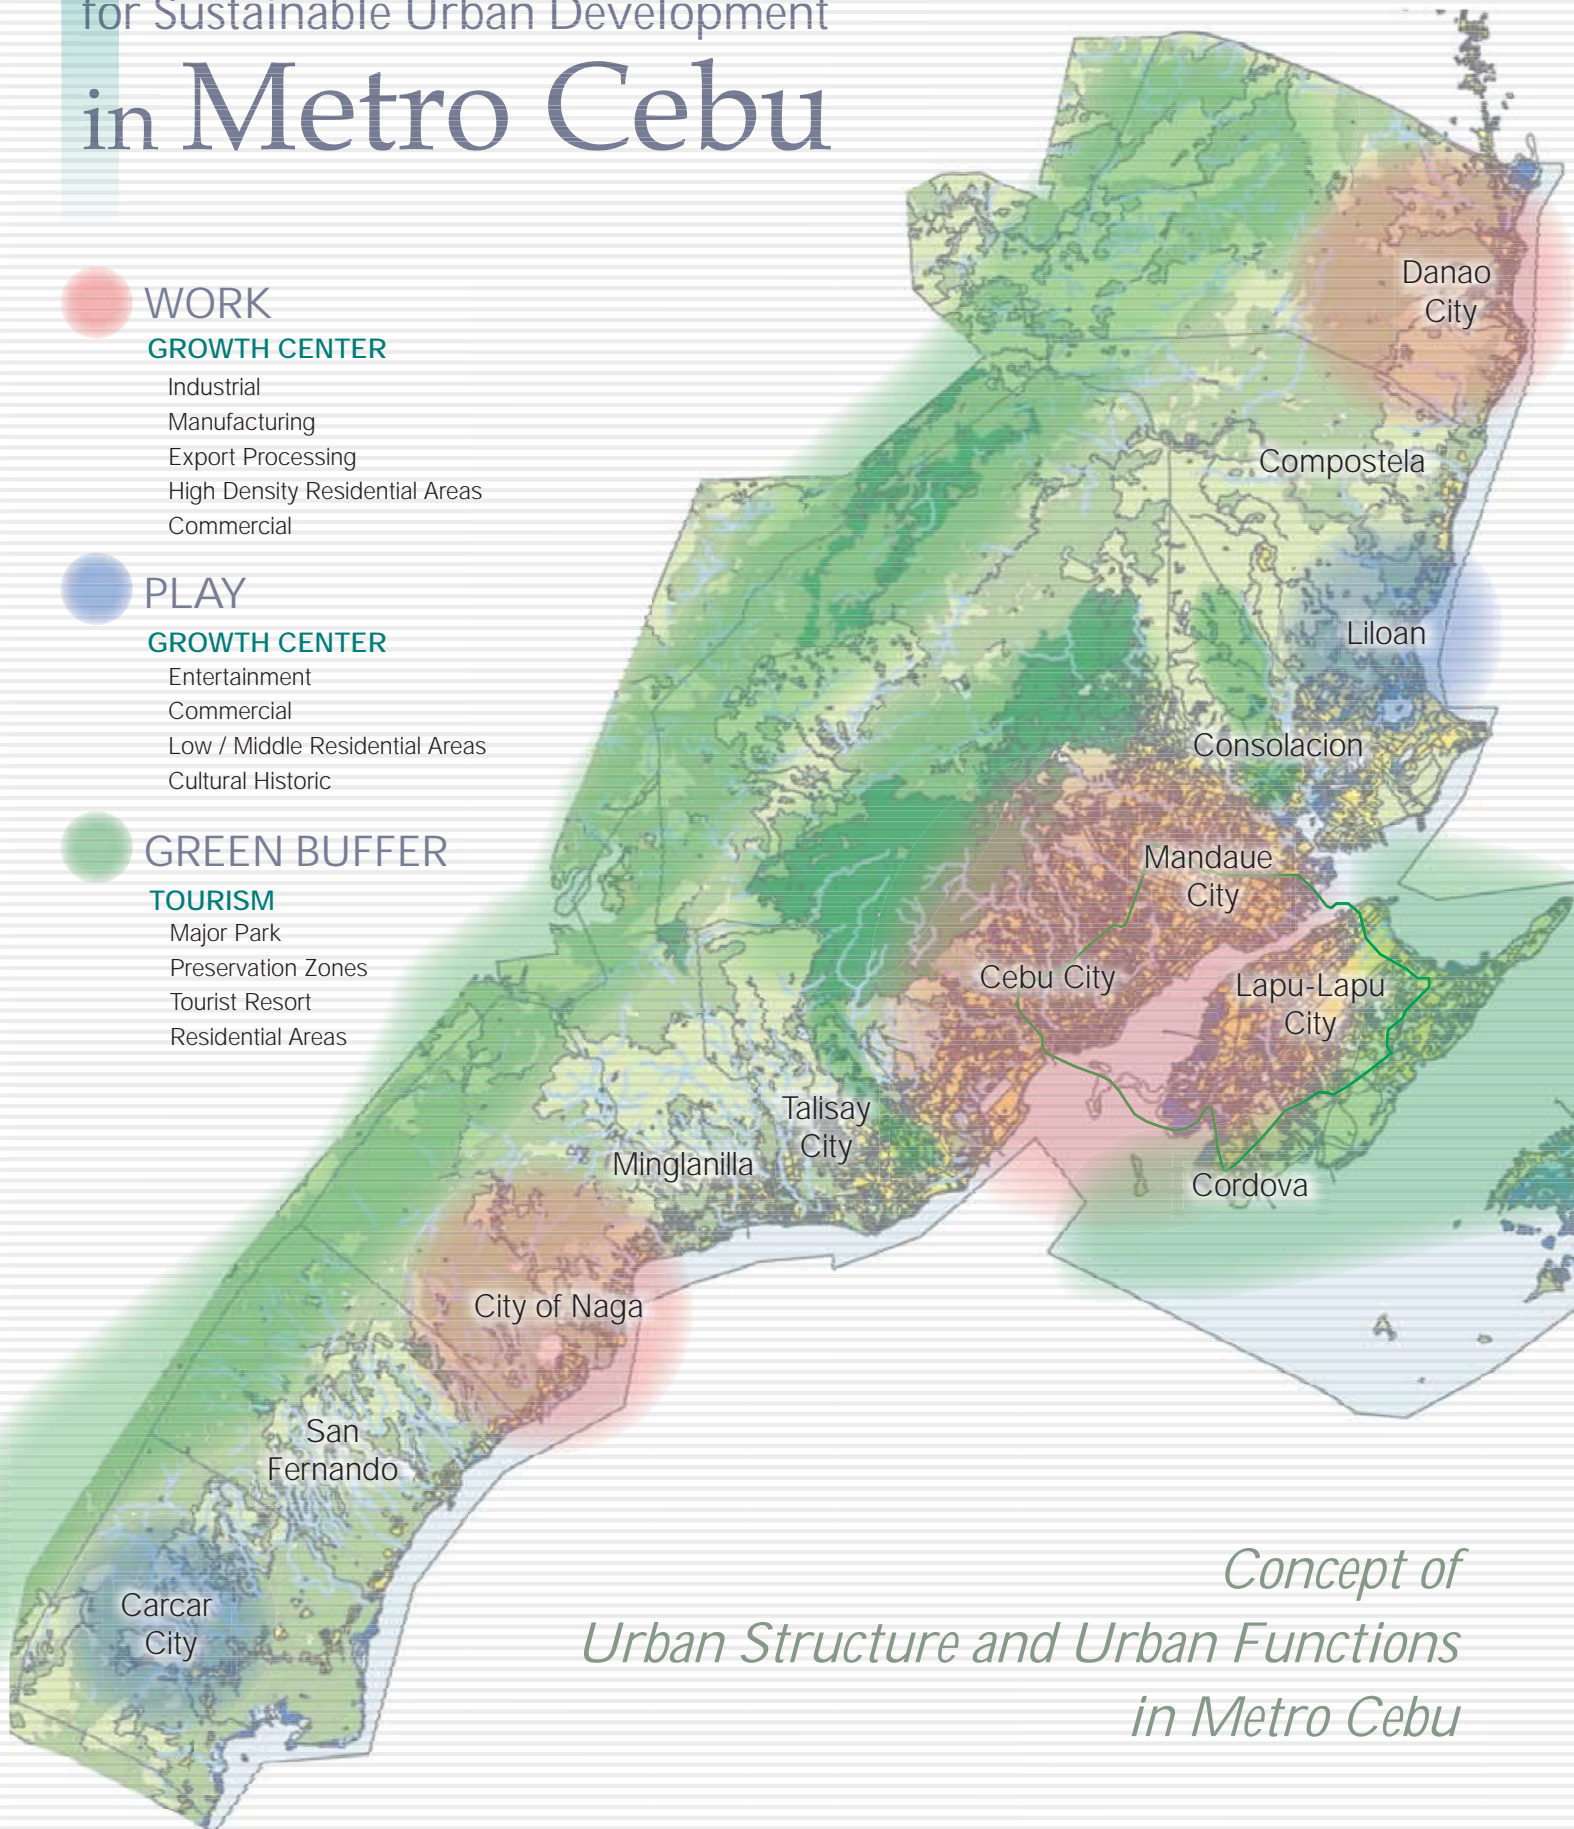 for Sustainable Urban Development
in Metro Cebu
WORK
GROWTH CENTER
Industrial
Manufacturing
Export Processing
High Density Residential Areas
Commercial
PLAY
GROWTH CENTER
Entertainment
Commercial
Low / Middle Residential Areas
Cultural Historic
GREEN BUFFER
TOURISM
Major Park
Preservation Zones
Tourist Resort
Residential Areas
Danao
City
Compostela
Liloan
Consolacion
Mandaue
City
Cebu City
Lapu-Lapu
City
Talisay
City
Minglanilla
Cordova
City of Naga
San
Fernando
Carcar
City
Concept of
Urban Structure and Urban Functions
in Metro Cebu